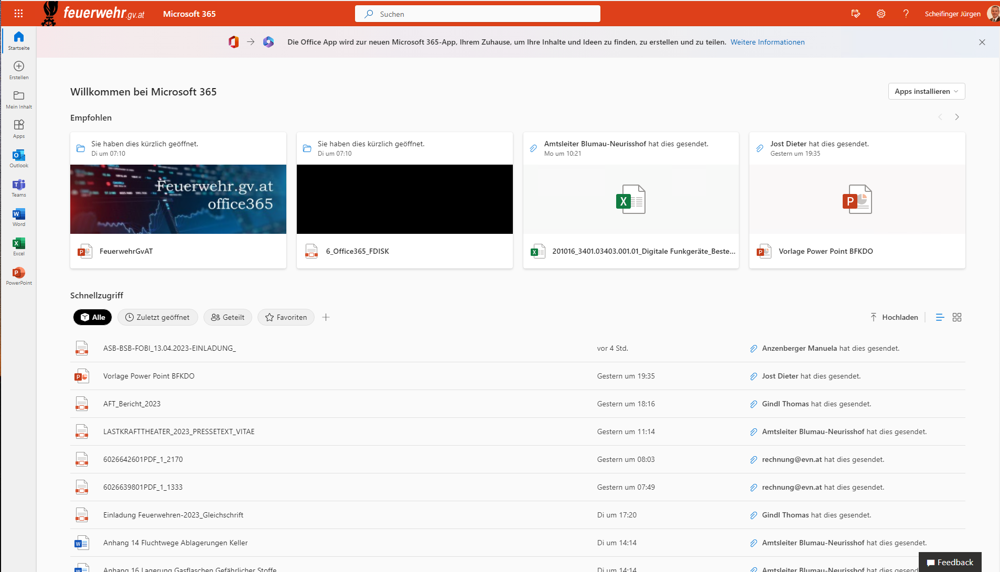 feuerwehr.gv.at
Microsoft 365
Suchen
Scheifinger Jürgen
Die Office App wird zur neuen Microsoft 365-App, Ihrem Zuhause, um Ihre Inhalte und Ideen zu finden, zu erstellen und zu teilen. Weitere Informationen
Startseite
Erstellen
Mein Inhalt
Apps
Outlook
Teams
Word
Excel
PowerPoint
Willkommen bei Microsoft 365
Apps installieren
Empfohlen
Sie haben dies kürzlich geöffnet.
Di um 07:10
Feuerwehr.gv.at
office365
FeuerwehrGvAT
Sie haben dies kürzlich geöffnet.
Di um 07:10
6_Office365_FDISK
Amtsleiter Blumau-Neurisshof hat dies gesendet.
Mo um 10:21
201016_3401.03403.001.01_Digitale Funkgeräte_Beste...
Jost Dieter hat dies gesendet.
Gestern um 19:35
Vorlage Power Point BFKDO
Schnellzugriff
Alle
Zuletzt geöffnet
Geteilt
Favoriten
Hochladen
ASB-BSB-FOBI_13.04.2023-EINLADUNG_ vor 4 Std. Anzenberger Manuela hat dies gesendet.
Vorlage Power Point BFKDO Gestern um 19:35 Jost Dieter hat dies gesendet.
AFT_Bericht_2023 Gestern um 18:16 Gindl Thomas hat dies gesendet.
LASTKRAFTTHEATER_2023_PRESSETEXT_VITAE Gestern um 11:14 Amtsleiter Blumau-Neurisshof hat dies gesendet.
6026642601PDF_1_2170 Gestern um 08:03 rechnung@evn.at hat dies gesendet.
6026639801PDF_1_1333 Gestern um 07:49 rechnung@evn.at hat dies gesendet.
Einladung Feuerwehren-2023_Gleichschrift Di um 17:20 Gindl Thomas hat dies gesendet.
Anhang 14 Fluchtwege Ablagerungen Keller Di um 14:14 Amtsleiter Blumau-Neurisshof hat dies gesendet.
Anhang 16 Lagerung Gasflaschen Gefährlicher Stoffe Di um 14:14 Amtsleiter Blumau-Neurisshof
Feedback